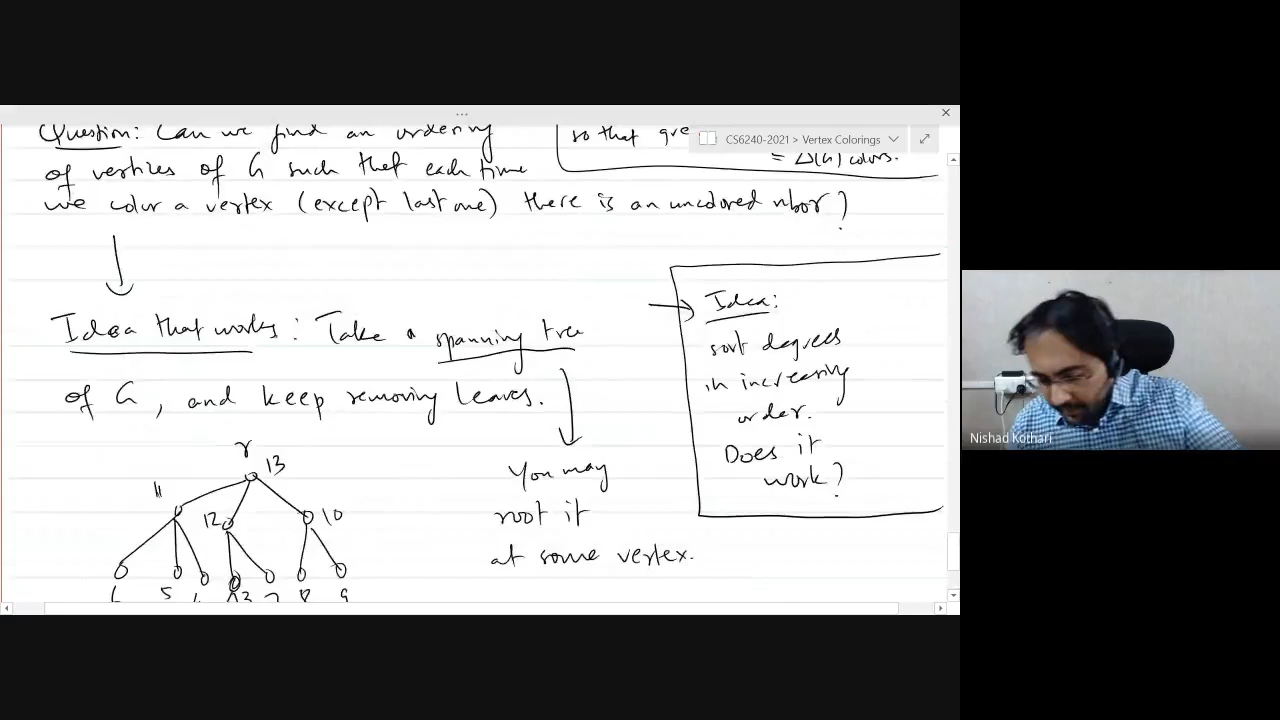 Question: Can we find an ordering
of vertices of G such that each time
we color a vertex (except last one) there is an uncolored nbor?
so that gre
= Δ(G) colors.
CS6240-2021 > Vertex Colorings
Idea that works: Take a spanning tree
of G, and keep removing leaves.
You may
root it
at some vertex.
Idea:
sort degrees
in increasing
order.
Does it
work?
r
13
11
12
10
5
8
9
Nishad Kothari